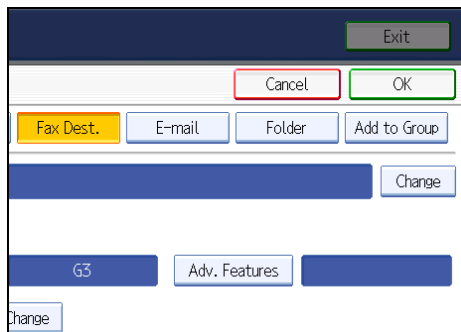 Exit
Cancel OK
Fax Dest. E-mail Folder Add to Group
Change
G3 Adv. Features
Change